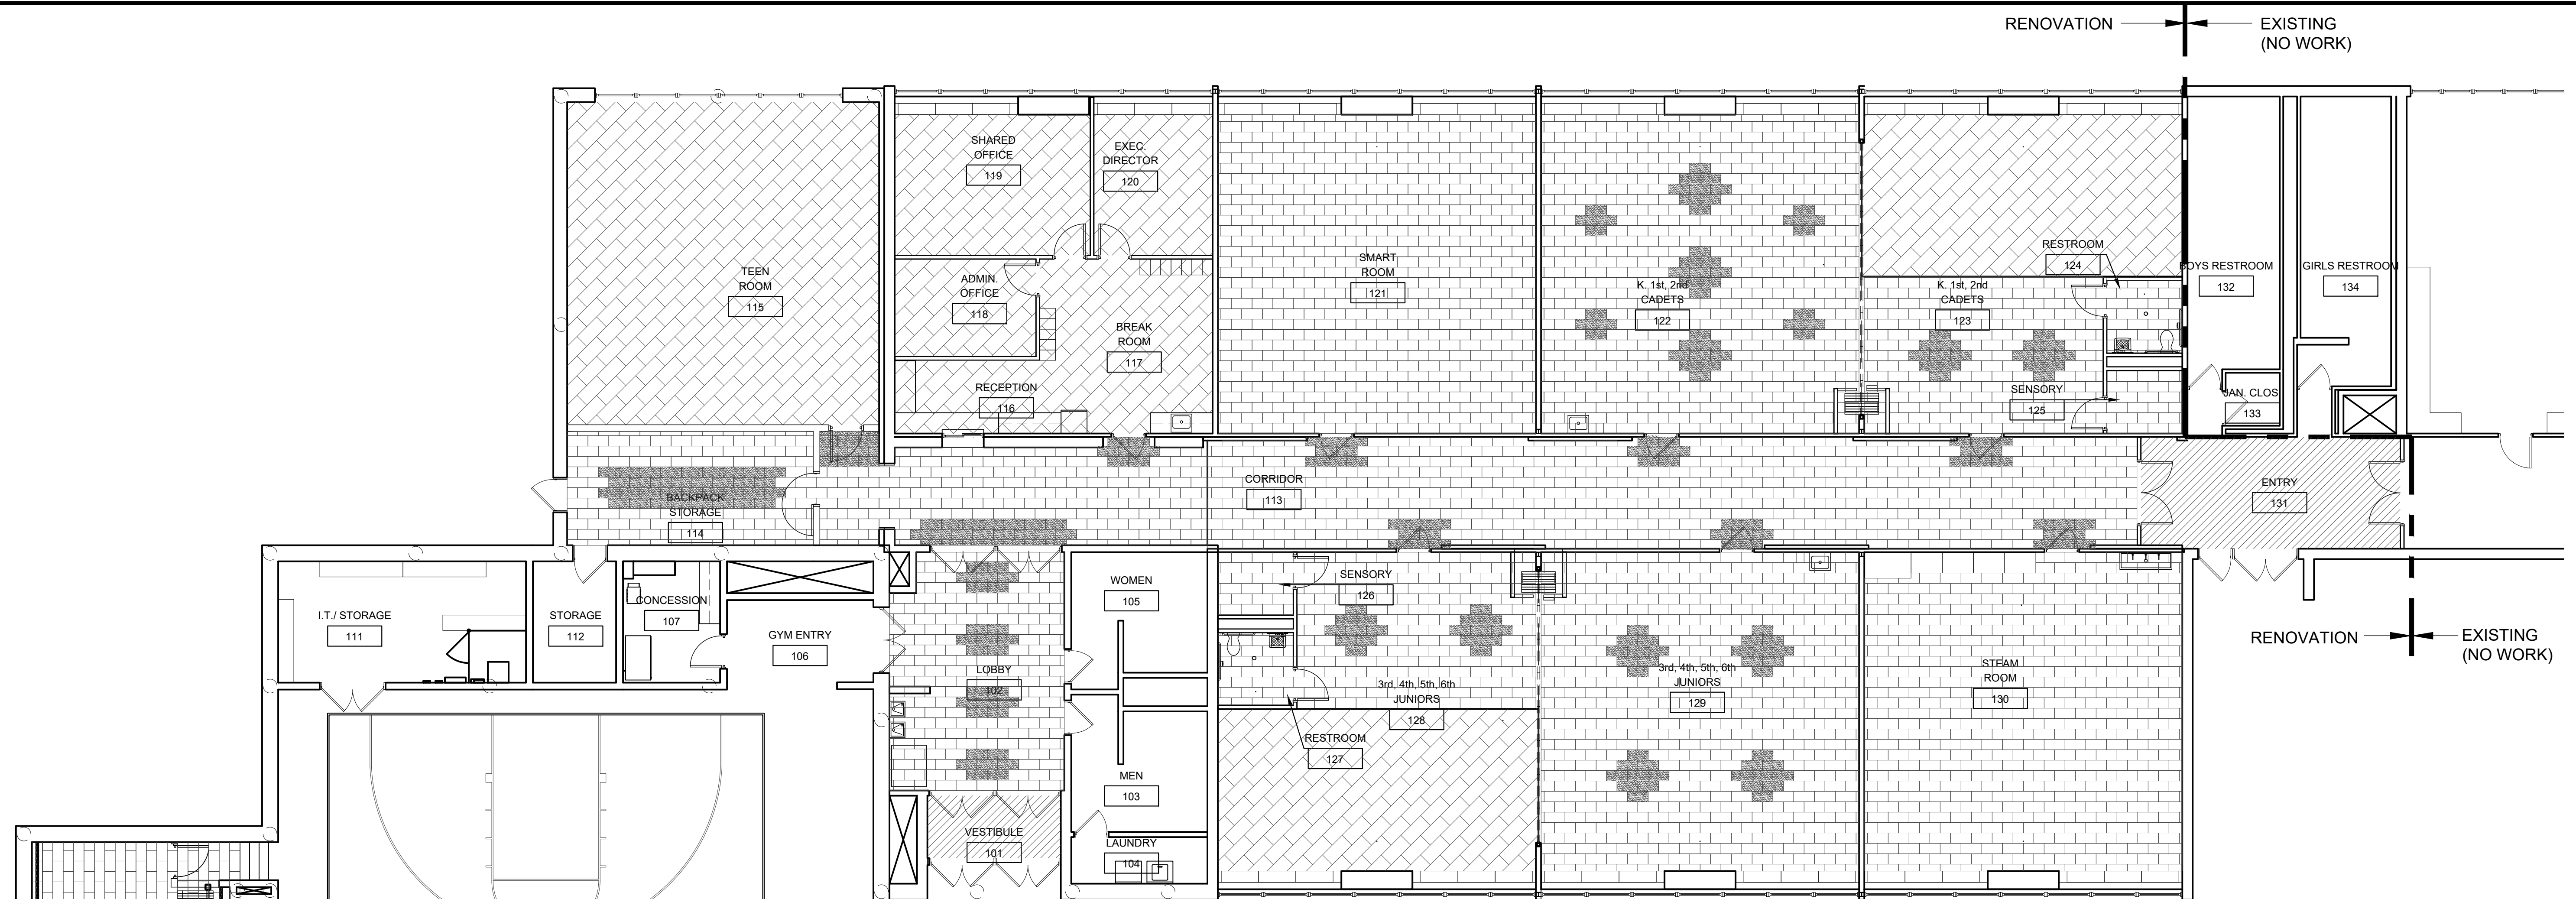 RENOVATION
EXISTING
(NO WORK)
SHARED
OFFICE
119
EXEC.
DIRECTOR
120
TEEN
ROOM
115
ADMIN.
OFFICE
118
BREAK
ROOM
117
RECEPTION
116
SMART
ROOM
121
K, 1st, 2nd
CADETS
122
K, 1st, 2nd
CADETS
123
RESTROOM
124
SENSORY
125
BOYS RESTROOM
132
GIRLS RESTROOM
134
JAN. CLOS
133
BACKPACK
STORAGE
114
CORRIDOR
113
ENTRY
131
I.T./ STORAGE
111
STORAGE
112
CONCESSION
107
GYM ENTRY
106
LOBBY
102
WOMEN
105
MEN
103
VESTIBULE
101
LAUNDRY
104
SENSORY
126
3rd, 4th, 5th, 6th
JUNIORS
128
RESTROOM
127
3rd, 4th, 5th, 6th
JUNIORS
129
STEAM
ROOM
130
RENOVATION
EXISTING
(NO WORK)